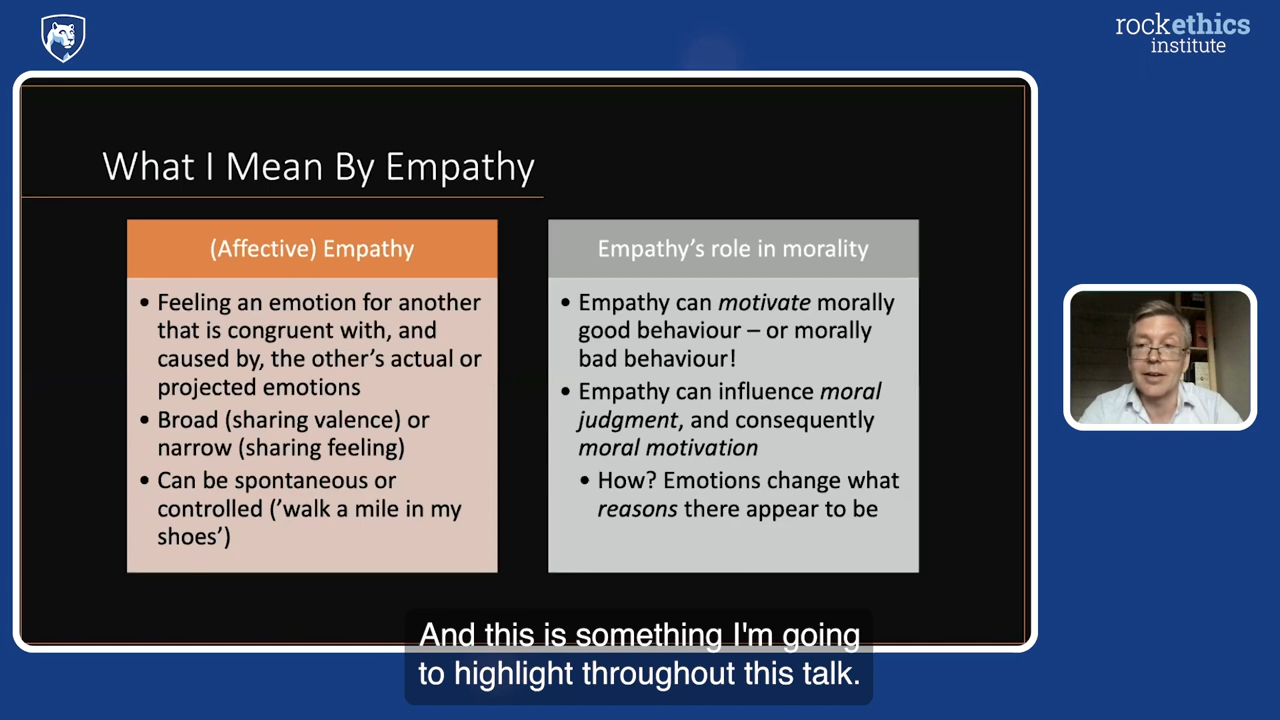 rockethics
institute
What I Mean By Empathy
(Affective) Empathy
• Feeling an emotion for another
that is congruent with, and
caused by, the other's actual or
projected emotions
• Broad (sharing valence) or
narrow (sharing feeling)
• Can be spontaneous or
controlled ('walk a mile in my
shoes')
Empathy's role in morality
• Empathy can motivate morally
good behaviour – or morally
bad behaviour!
• Empathy can influence moral
judgment, and consequently
moral motivation
• How? Emotions change what
reasons there appear to be
And this is something I'm going
to highlight throughout this talk.